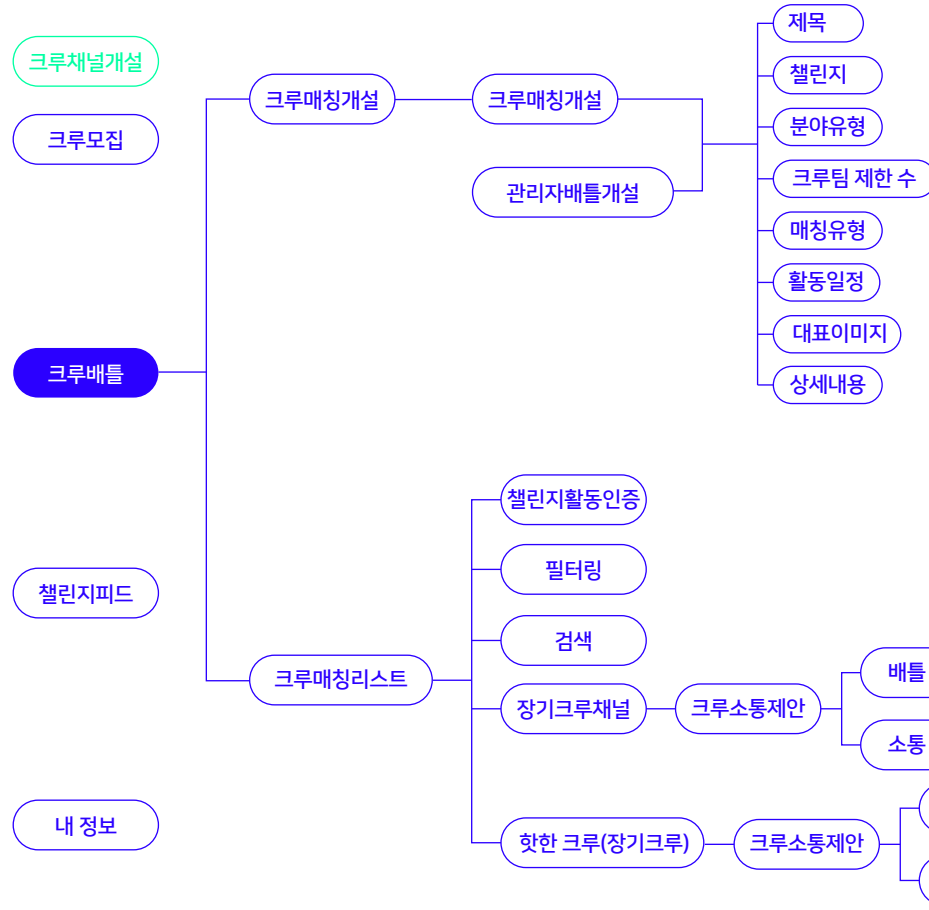 크루채널개설
크루모집
크루배틀
챌린지피드
내 정보
크루매칭개설
크루매칭개설
관리자배틀개설
제목
챌린지
분야유형
크루팀 제한 수
매칭유형
활동일정
대표이미지
상세내용
크루매칭리스트
챌린지활동인증
필터링
검색
장기크루채널
크루소통제안
배틀
소통
핫한 크루(장기크루)
크루소통제안